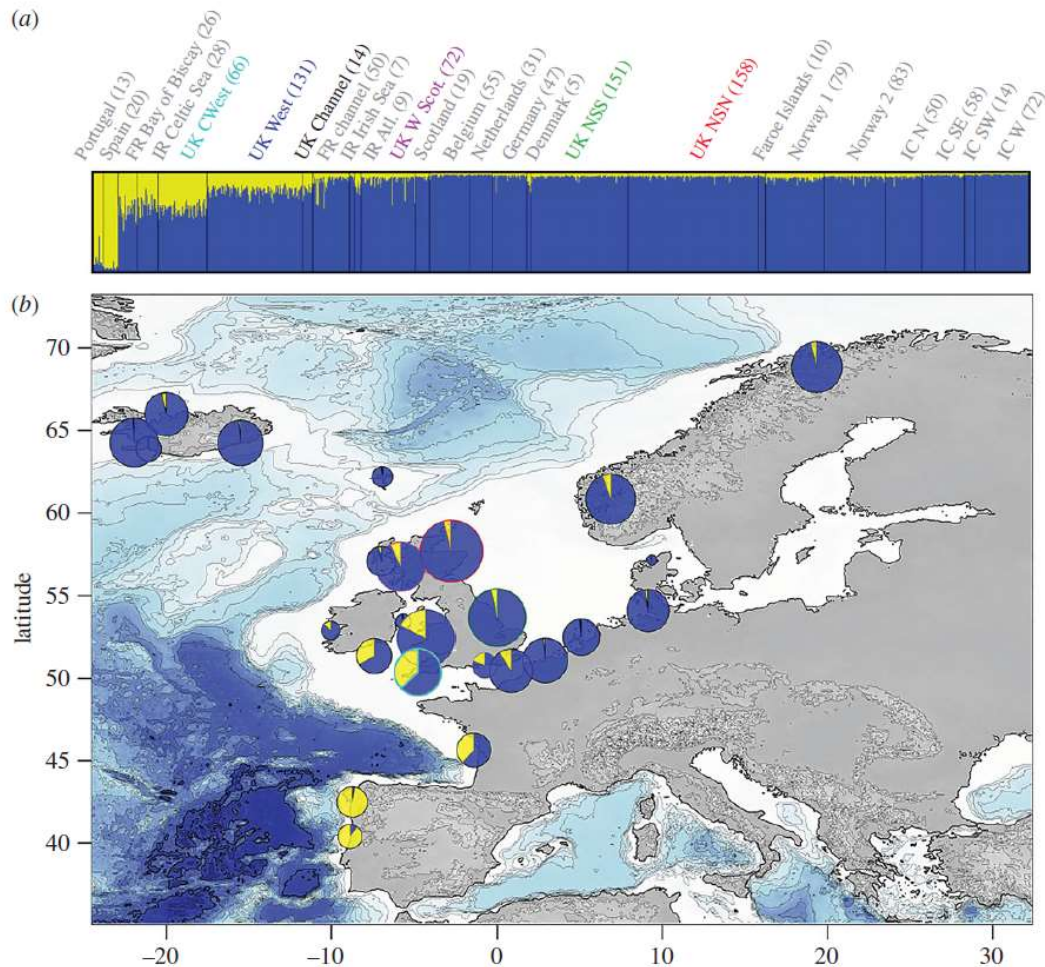 (a)
Portugal (13)
Spain (20)
FR Bay of Biscay (26)
IR Celtic Sea (28)
UK CWest (66)
UK West (131)
UK Channel (14)
FR channel (50)
IR Irish Sea (7)
IR Atl. (9)
UK W Scot. (72)
Scotland (19)
Belgium (55)
Netherlands (31)
Germany (47)
Denmark (5)
UK NSS (151)
UK NSN (158)
Faroe Islands (10)
Norway 1 (79)
Norway 2 (83)
IC N (50)
IC SE (58)
IC SW (14)
IC W (72)
(b)
70
65
60
55
50
45
40
latitude
–20
–10
0
10
20
30